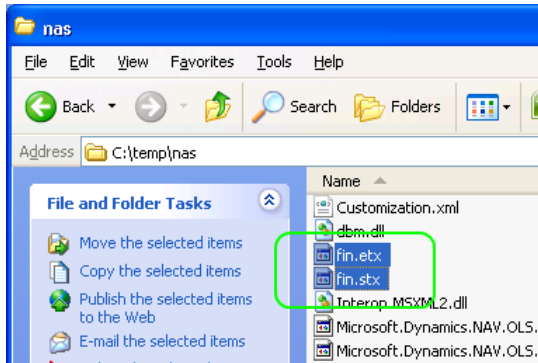 nas
File Edit View Favorites Tools Help
Back Search Folders
Address C:\temp\nas
Name
File and Folder Tasks
Customization.xml
dbm.dll
Move the selected items
fin.etx
Copy the selected items
fin.stx
Publish the selected items
to the Web
Interop.MSXML2.dll
Microsoft.Dynamics.NAV.OLS.
E-mail the selected items
Microsoft.Dynamics.NAV.OLS.